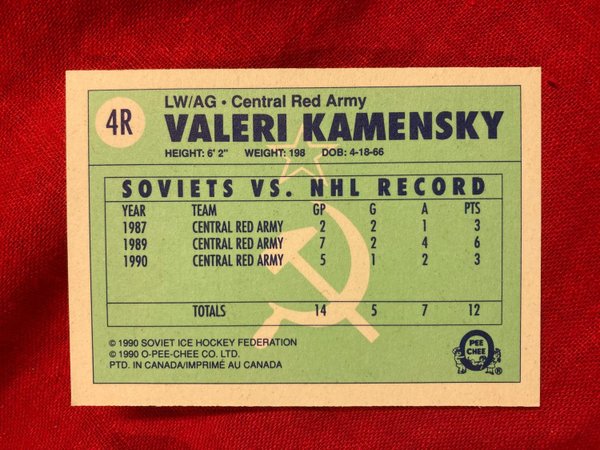 4R
LW/AG • Central Red Army
VALERI KAMENSKY
HEIGHT: 6' 2" WEIGHT: 198 DOB: 4-18-66
SOVIETS VS. NHL RECORD
YEAR TEAM GP G A PTS
1987 CENTRAL RED ARMY 2 2 1 3
1989 CENTRAL RED ARMY 7 2 4 6
1990 CENTRAL RED ARMY 5 1 2 3
TOTALS 14 5 7 12
© 1990 SOVIET ICE HOCKEY FEDERATION
© 1990 O-PEE-CHEE CO. LTD.
PTD. IN CANADA/IMPRIMÉ AU CANADA
O
PEE
CHEE
®